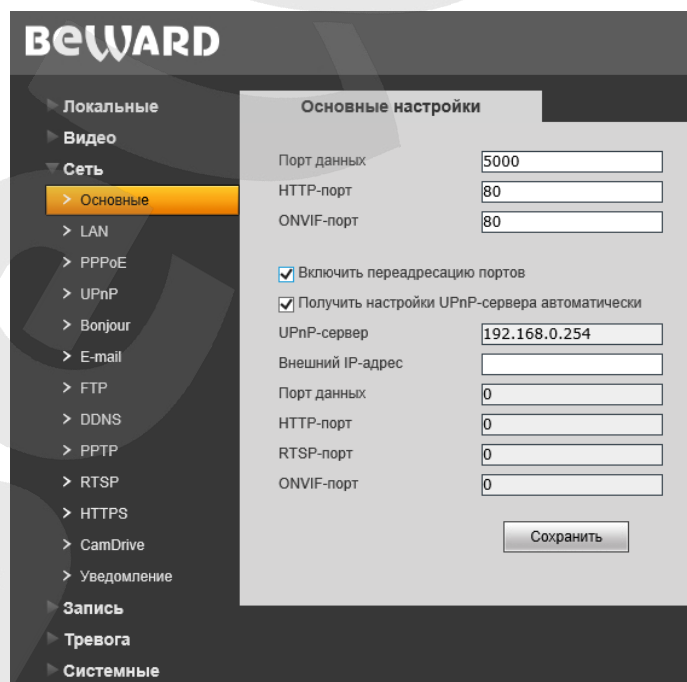 BEWARD
Локальные
Видео
Сеть
Основные
LAN
PPPoE
UPnP
Bonjour
E-mail
FTP
DDNS
PPTP
RTSP
HTTPS
CamDrive
Уведомление
Запись
Тревога
Системные
Основные настройки
Порт данных 5000
HTTP-порт 80
ONVIF-порт 80
Включить переадресацию портов
Получить настройки UPnP-сервера автоматически
UPnP-сервер 192.168.0.254
Внешний IP-адрес
Порт данных 0
HTTP-порт 0
RTSP-порт 0
ONVIF-порт 0
Сохранить